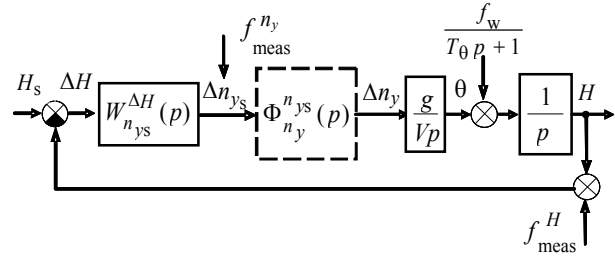 f_meas^{n_y}
f_w / (T_θ p + 1)
H_s
ΔH
W_{n_ys}^{ΔH}(p)
Δn_{y_s}
Φ_{n_y}^{n_ys}(p)
Δn_y
g / Vp
θ
1 / p
H
f_meas^H